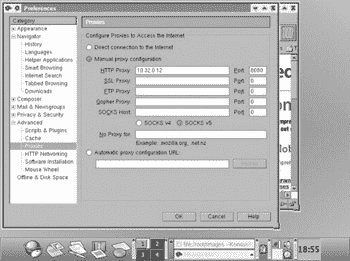 Preferences
Category
Appearance
Navigator
History
Languages
Helper Applications
Smart Browsing
Internet Search
Tabbed Browsing
Downloads
Composer
Mail & Newsgroups
Privacy & Security
Advanced
Scripts & Plugins
Cache
Proxies
HTTP Networking
Software Installation
Mouse Wheel
Offline & Disk Space
Proxies
Configure Proxies to Access the Internet
Direct connection to the Internet
Manual proxy configuration
HTTP Proxy: 10.32.0.12 Port: 8080
SSL Proxy: Port: 0
FTP Proxy: Port: 0
Gopher Proxy: Port: 0
SOCKS Host: Port: 0
SOCKS v4 SOCKS v5
No Proxy for:
Example: .mozilla.org, .net.nz
Automatic proxy configuration URL:
OK Cancel Help
1 2
3 4
18:55